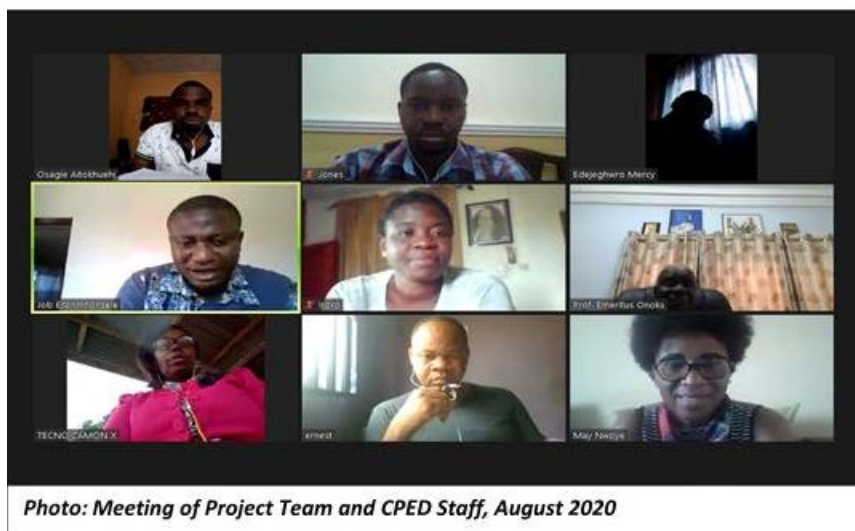 Osagie Aitokhuehi
Jones
Edejeghwro Mercy
Job
Prof. Emeritus Onoka
TECNO CAMON X
ernest
May Nwoye
Photo: Meeting of Project Team and CPED Staff, August 2020